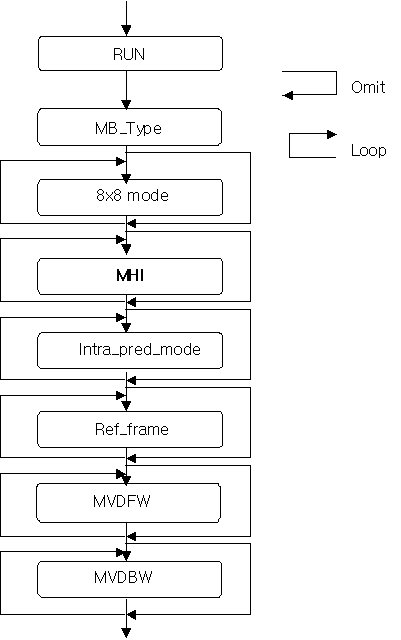 RUN
Omit
MB_Type
Loop
8x8 mode
MHI
Intra_pred_mode
Ref_frame
MVDFW
MVDBW